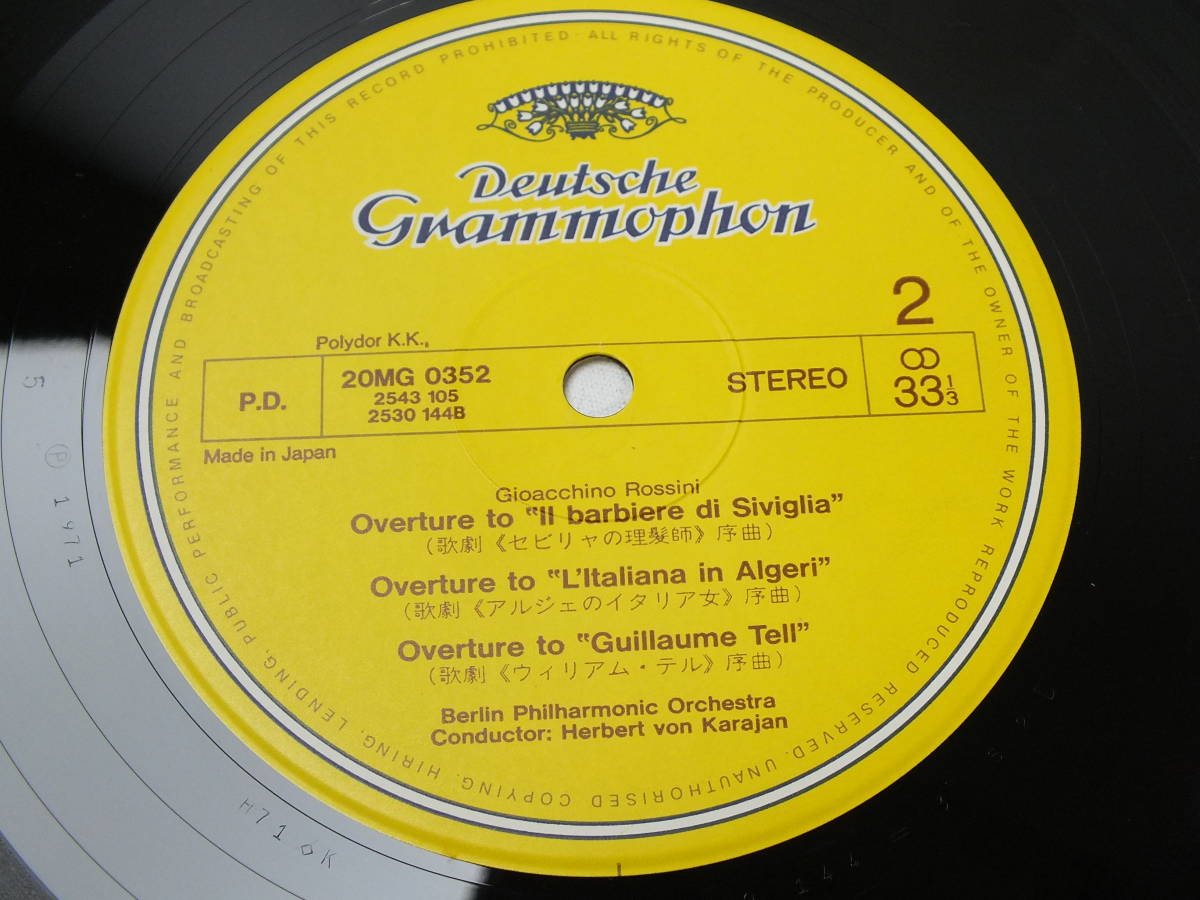 ALL RIGHTS OF THE PRODUCER AND OF THE OWNER OF THE WORK REPRODUCED RESERVED. UNAUTHORISED COPYING, HIRING, LENDING, PUBLIC PERFORMANCE AND BROADCASTING OF THIS RECORD PROHIBITED
Deutsche
Grammophon
2
Polydor K.K.,
P.D.
20MG 0352
2543 105
2530 144B
STEREO
33 1/3
Made in Japan
Gioacchino Rossini
Overture to "Il barbiere di Siviglia"
(歌劇《セビリャの理髪師》序曲)
Overture to "L'Italiana in Algeri"
(歌劇《アルジェのイタリア女》序曲)
Overture to "Guillaume Tell"
(歌劇《ウィリアム・テル》序曲)
Berlin Philharmonic Orchestra
Conductor: Herbert von Karajan
5
Ⓟ 1971
H71◇K